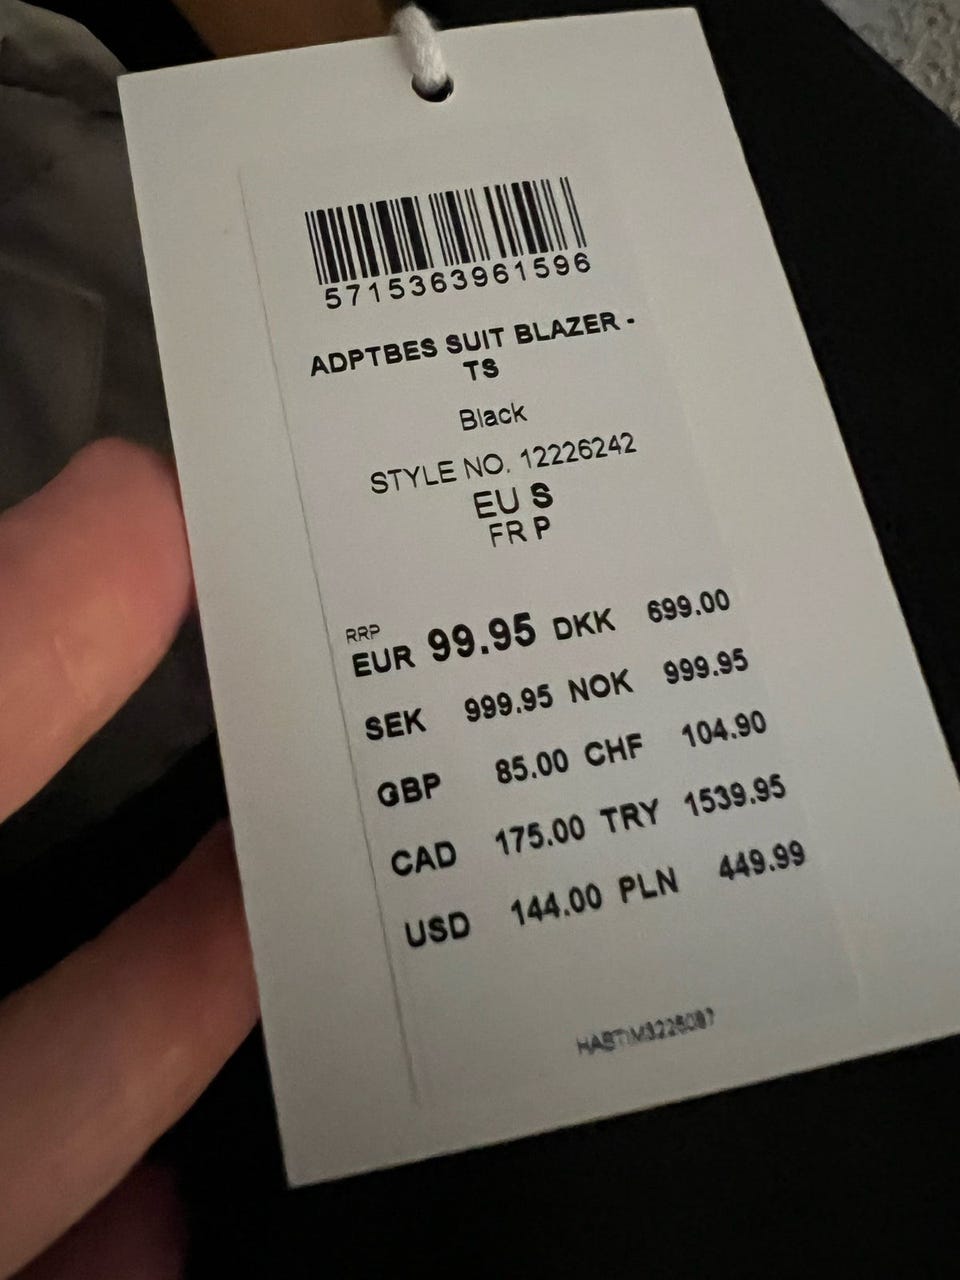 5715363961596
ADPTBES SUIT BLAZER -
TS
Black
STYLE NO. 12226242
EU S
FR P
RRP
EUR 99.95 DKK 699.00
SEK 999.95 NOK 999.95
GBP 85.00 CHF 104.90
CAD 175.00 TRY 1539.95
USD 144.00 PLN 449.99